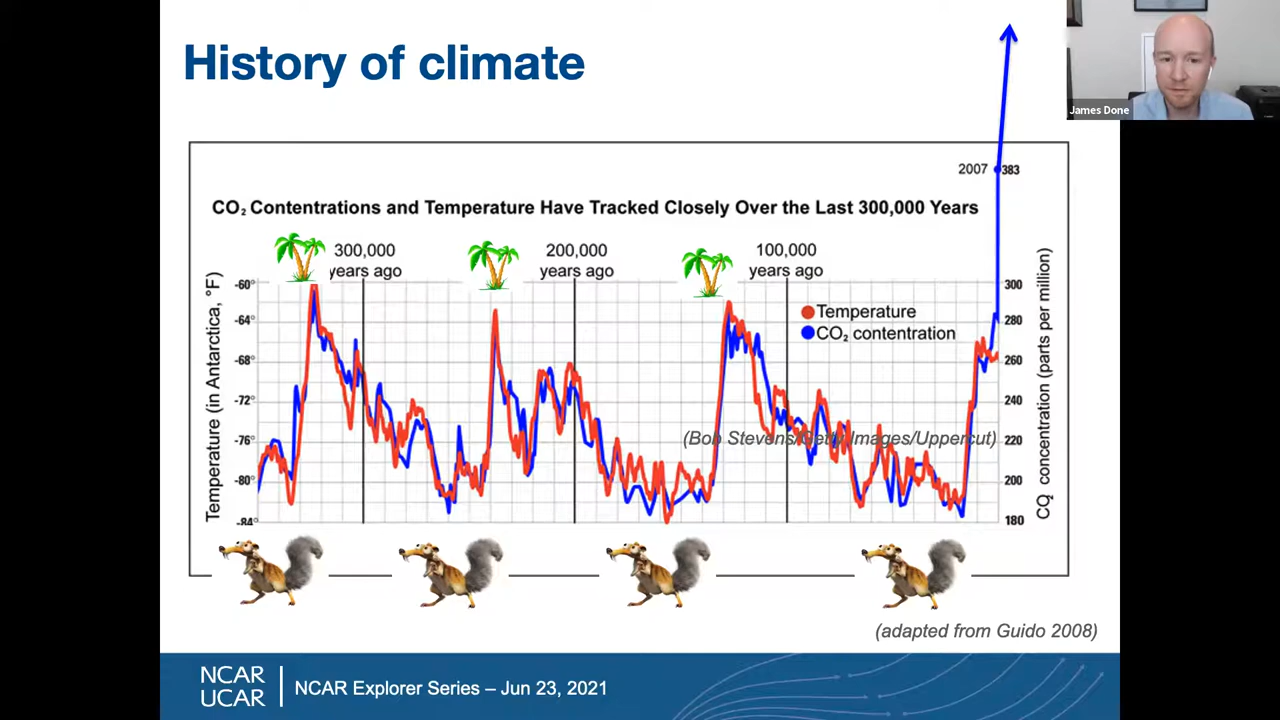 History of climate
James Done
2007 383
CO₂ Contentrations and Temperature Have Tracked Closely Over the Last 300,000 Years
300,000
years ago
200,000
years ago
100,000
years ago
Temperature (in Antarctica, °F)
-60°
-64°
-68°
-72°
-76°
-80°
-84°
Temperature
CO₂ contentration
(Bob Stevens/Getty Images/Uppercut)
300
280
260
240
220
200
180
CO₂ concentration (parts per million)
(adapted from Guido 2008)
NCAR
UCAR
NCAR Explorer Series – Jun 23, 2021